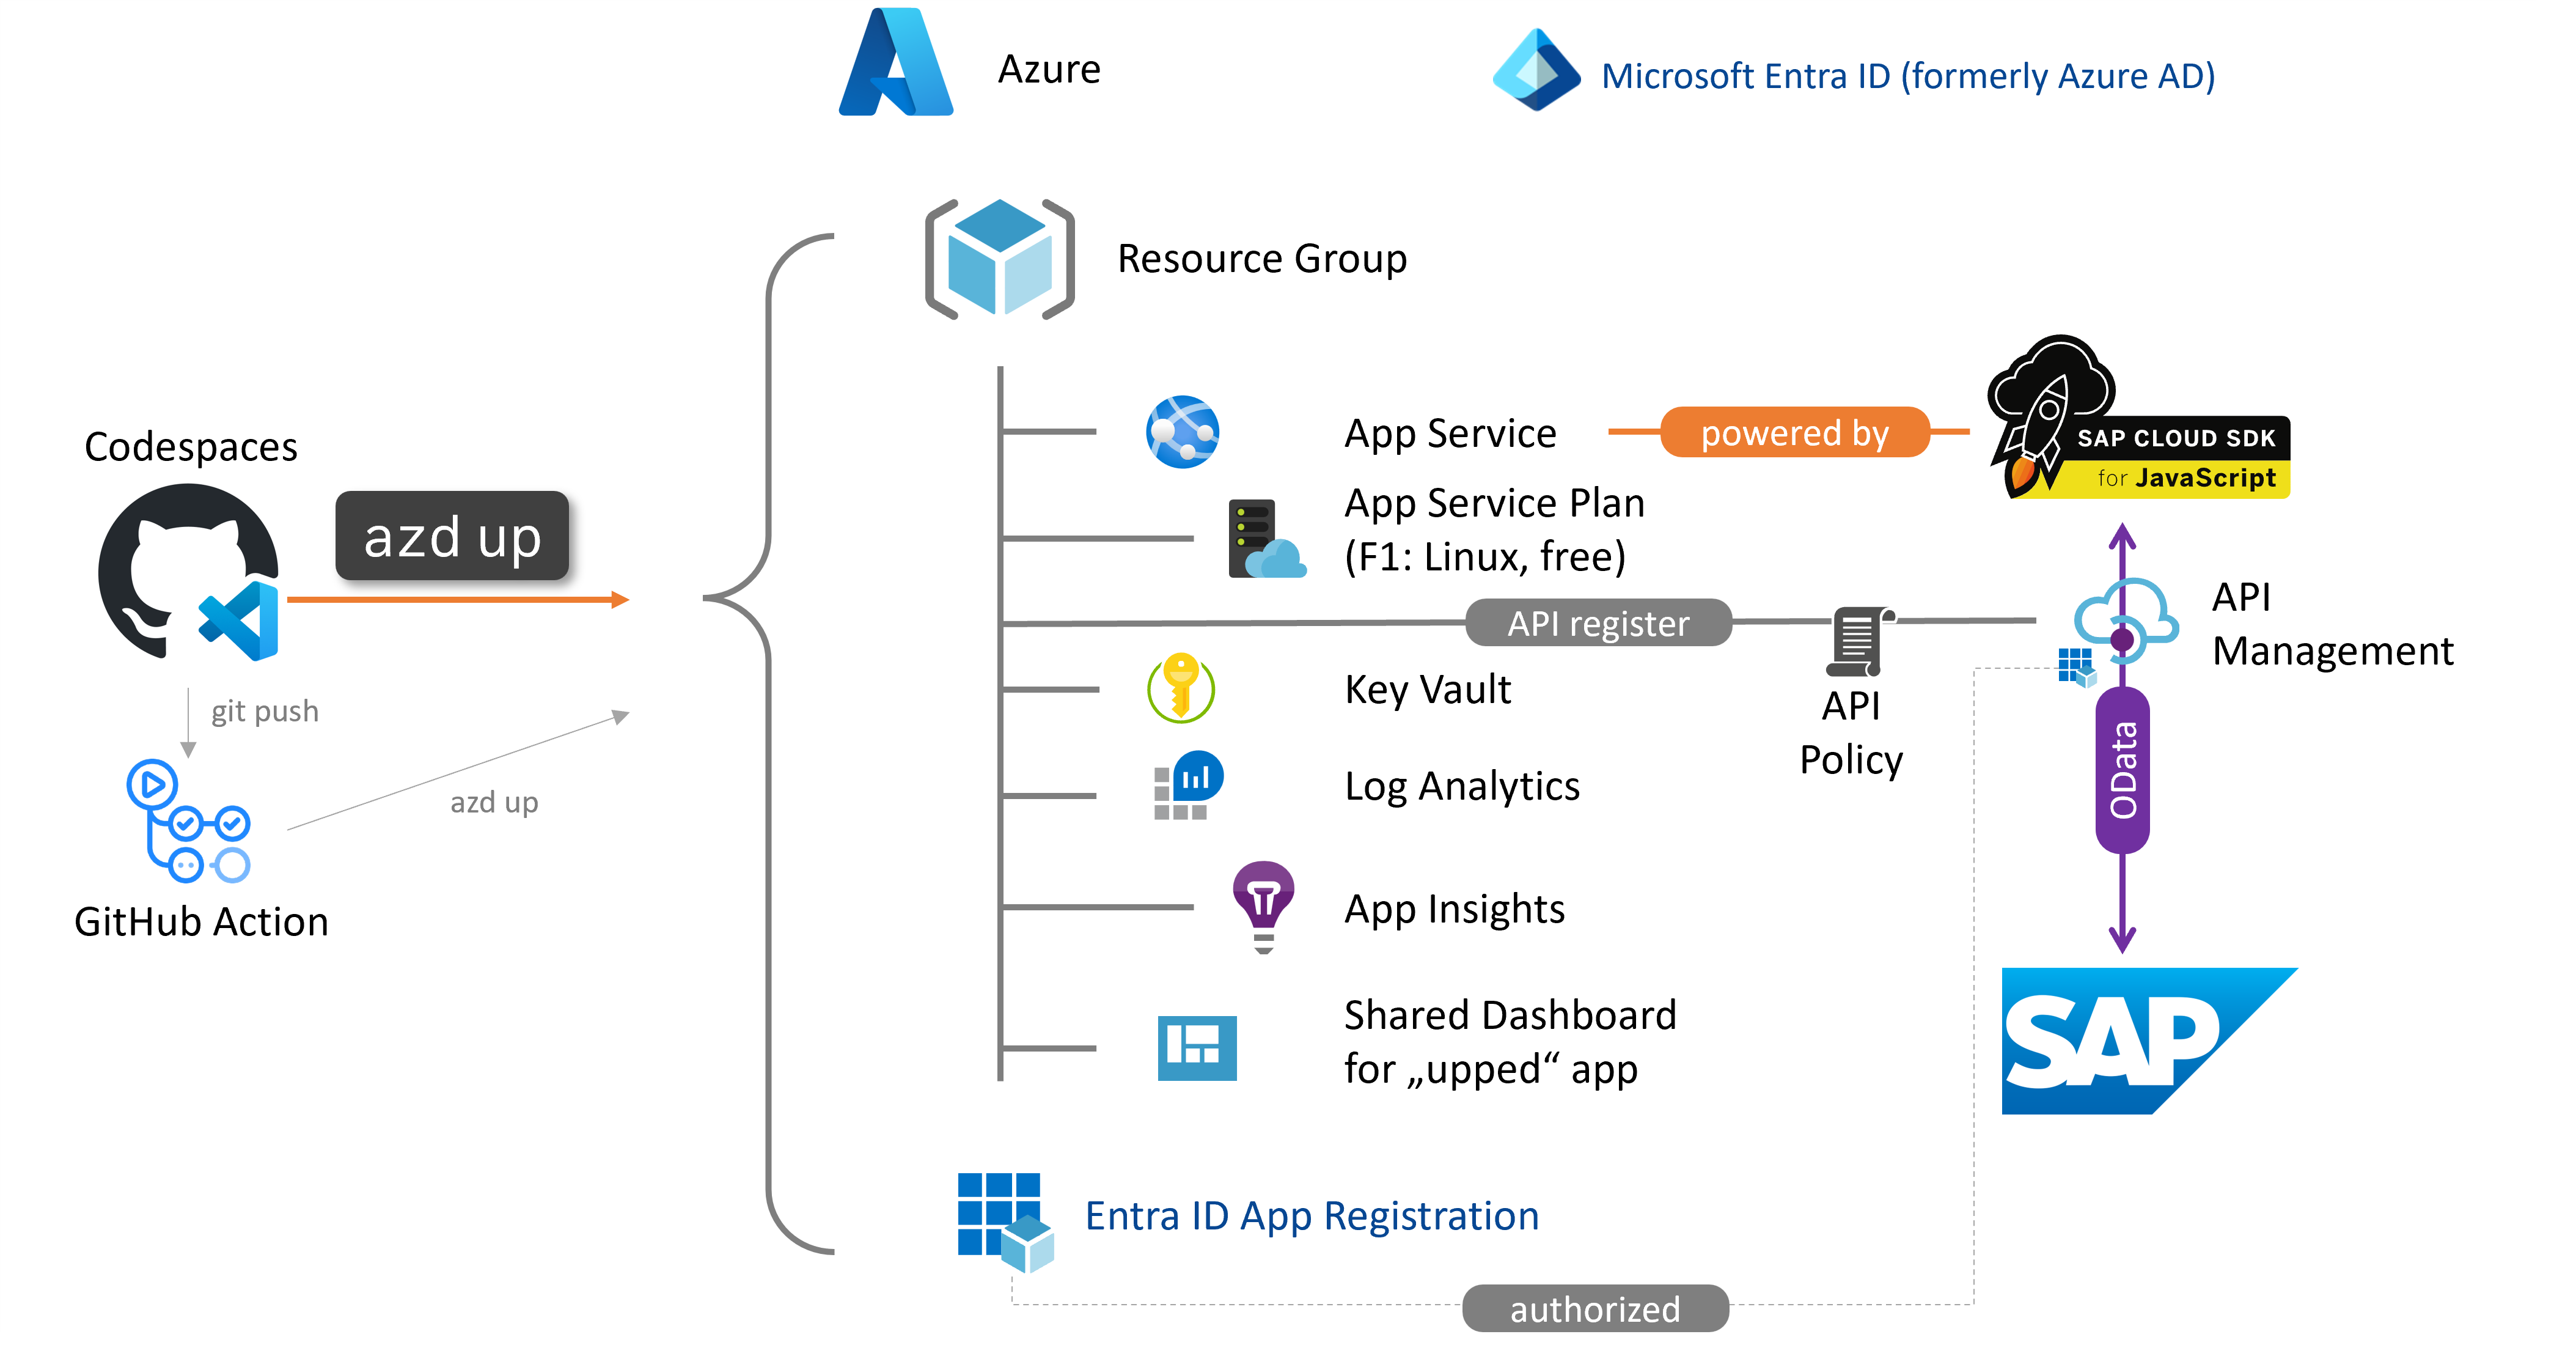 Azure
Microsoft Entra ID (formerly Azure AD)
Resource Group
App Service
powered by
SAP CLOUD SDK
for JavaScript
Codespaces
azd up
App Service Plan
(F1: Linux, free)
API register
API
Management
git push
Key Vault
API
Policy
OData
azd up
Log Analytics
GitHub Action
App Insights
Shared Dashboard
for „upped“ app
SAP
Entra ID App Registration
authorized